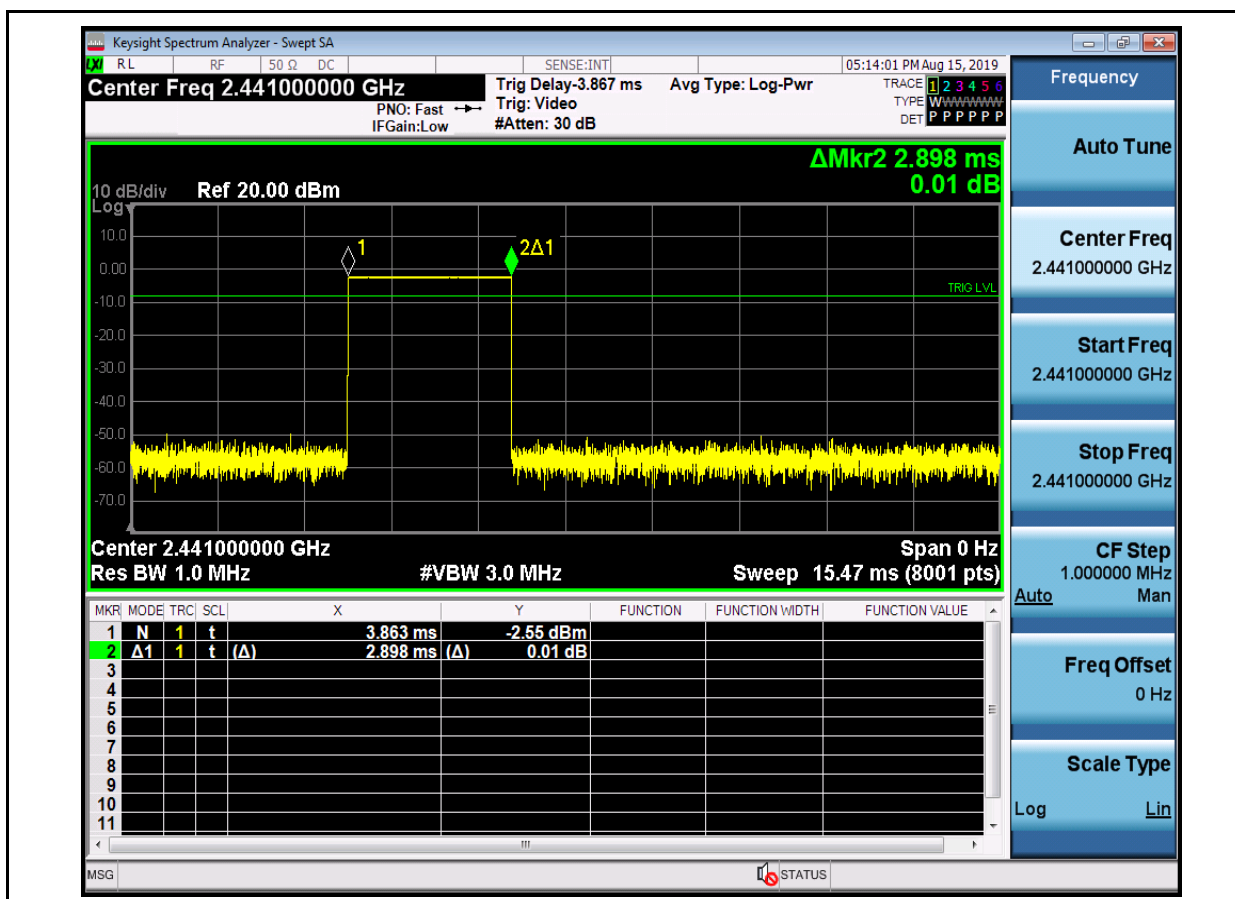 Keysight Spectrum Analyzer - Swept SA
LXI RL RF 50 Ω DC SENSE:INT 05:14:01 PM Aug 15, 2019
Center Freq 2.441000000 GHz Trig Delay-3.867 ms Avg Type: Log-Pwr TRACE 1 2 3 4 5 6
PNO: Fast Trig: Video TYPE WWWWWW
IFGain:Low #Atten: 30 dB DET P P P P P P
ΔMkr2 2.898 ms
0.01 dB
10 dB/div Ref 20.00 dBm
Log
10.0
0.00
-10.0
-20.0
-30.0
-40.0
-50.0
-60.0
-70.0
1
2Δ1
TRIG LVL
Center 2.441000000 GHz Span 0 Hz
Res BW 1.0 MHz #VBW 3.0 MHz Sweep 15.47 ms (8001 pts)
MKR MODE TRC SCL X Y FUNCTION FUNCTION WIDTH FUNCTION VALUE
1 N 1 t 3.863 ms -2.55 dBm
2 Δ1 1 t (Δ) 2.898 ms (Δ) 0.01 dB
3
4
5
6
7
8
9
10
11
MSG STATUS
Frequency
Auto Tune
Center Freq
2.441000000 GHz
Start Freq
2.441000000 GHz
Stop Freq
2.441000000 GHz
CF Step
1.000000 MHz
Auto Man
Freq Offset
0 Hz
Scale Type
Log Lin